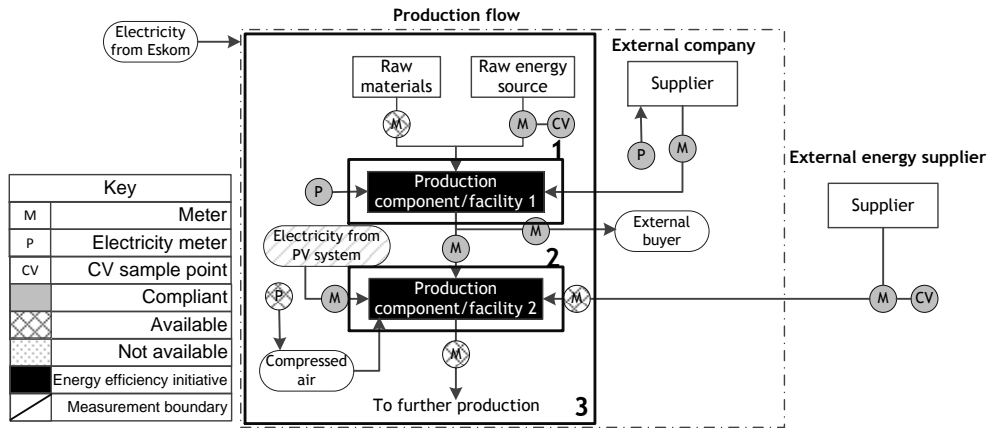 Production flow
Electricity
from Eskom
External company
Raw
materials
Raw energy
source
Supplier
M
M
CV
P
M
1
External energy supplier
Production
component/facility 1
P
Supplier
Key
M
Meter
P
Electricity meter
CV
CV sample point
Compliant
Available
Not available
Energy efficiency initiative
Measurement boundary
M
External
buyer
Electricity from
PV system
M
2
P
M
Production
component/facility 2
M
M
CV
Compressed
air
M
To further production
3